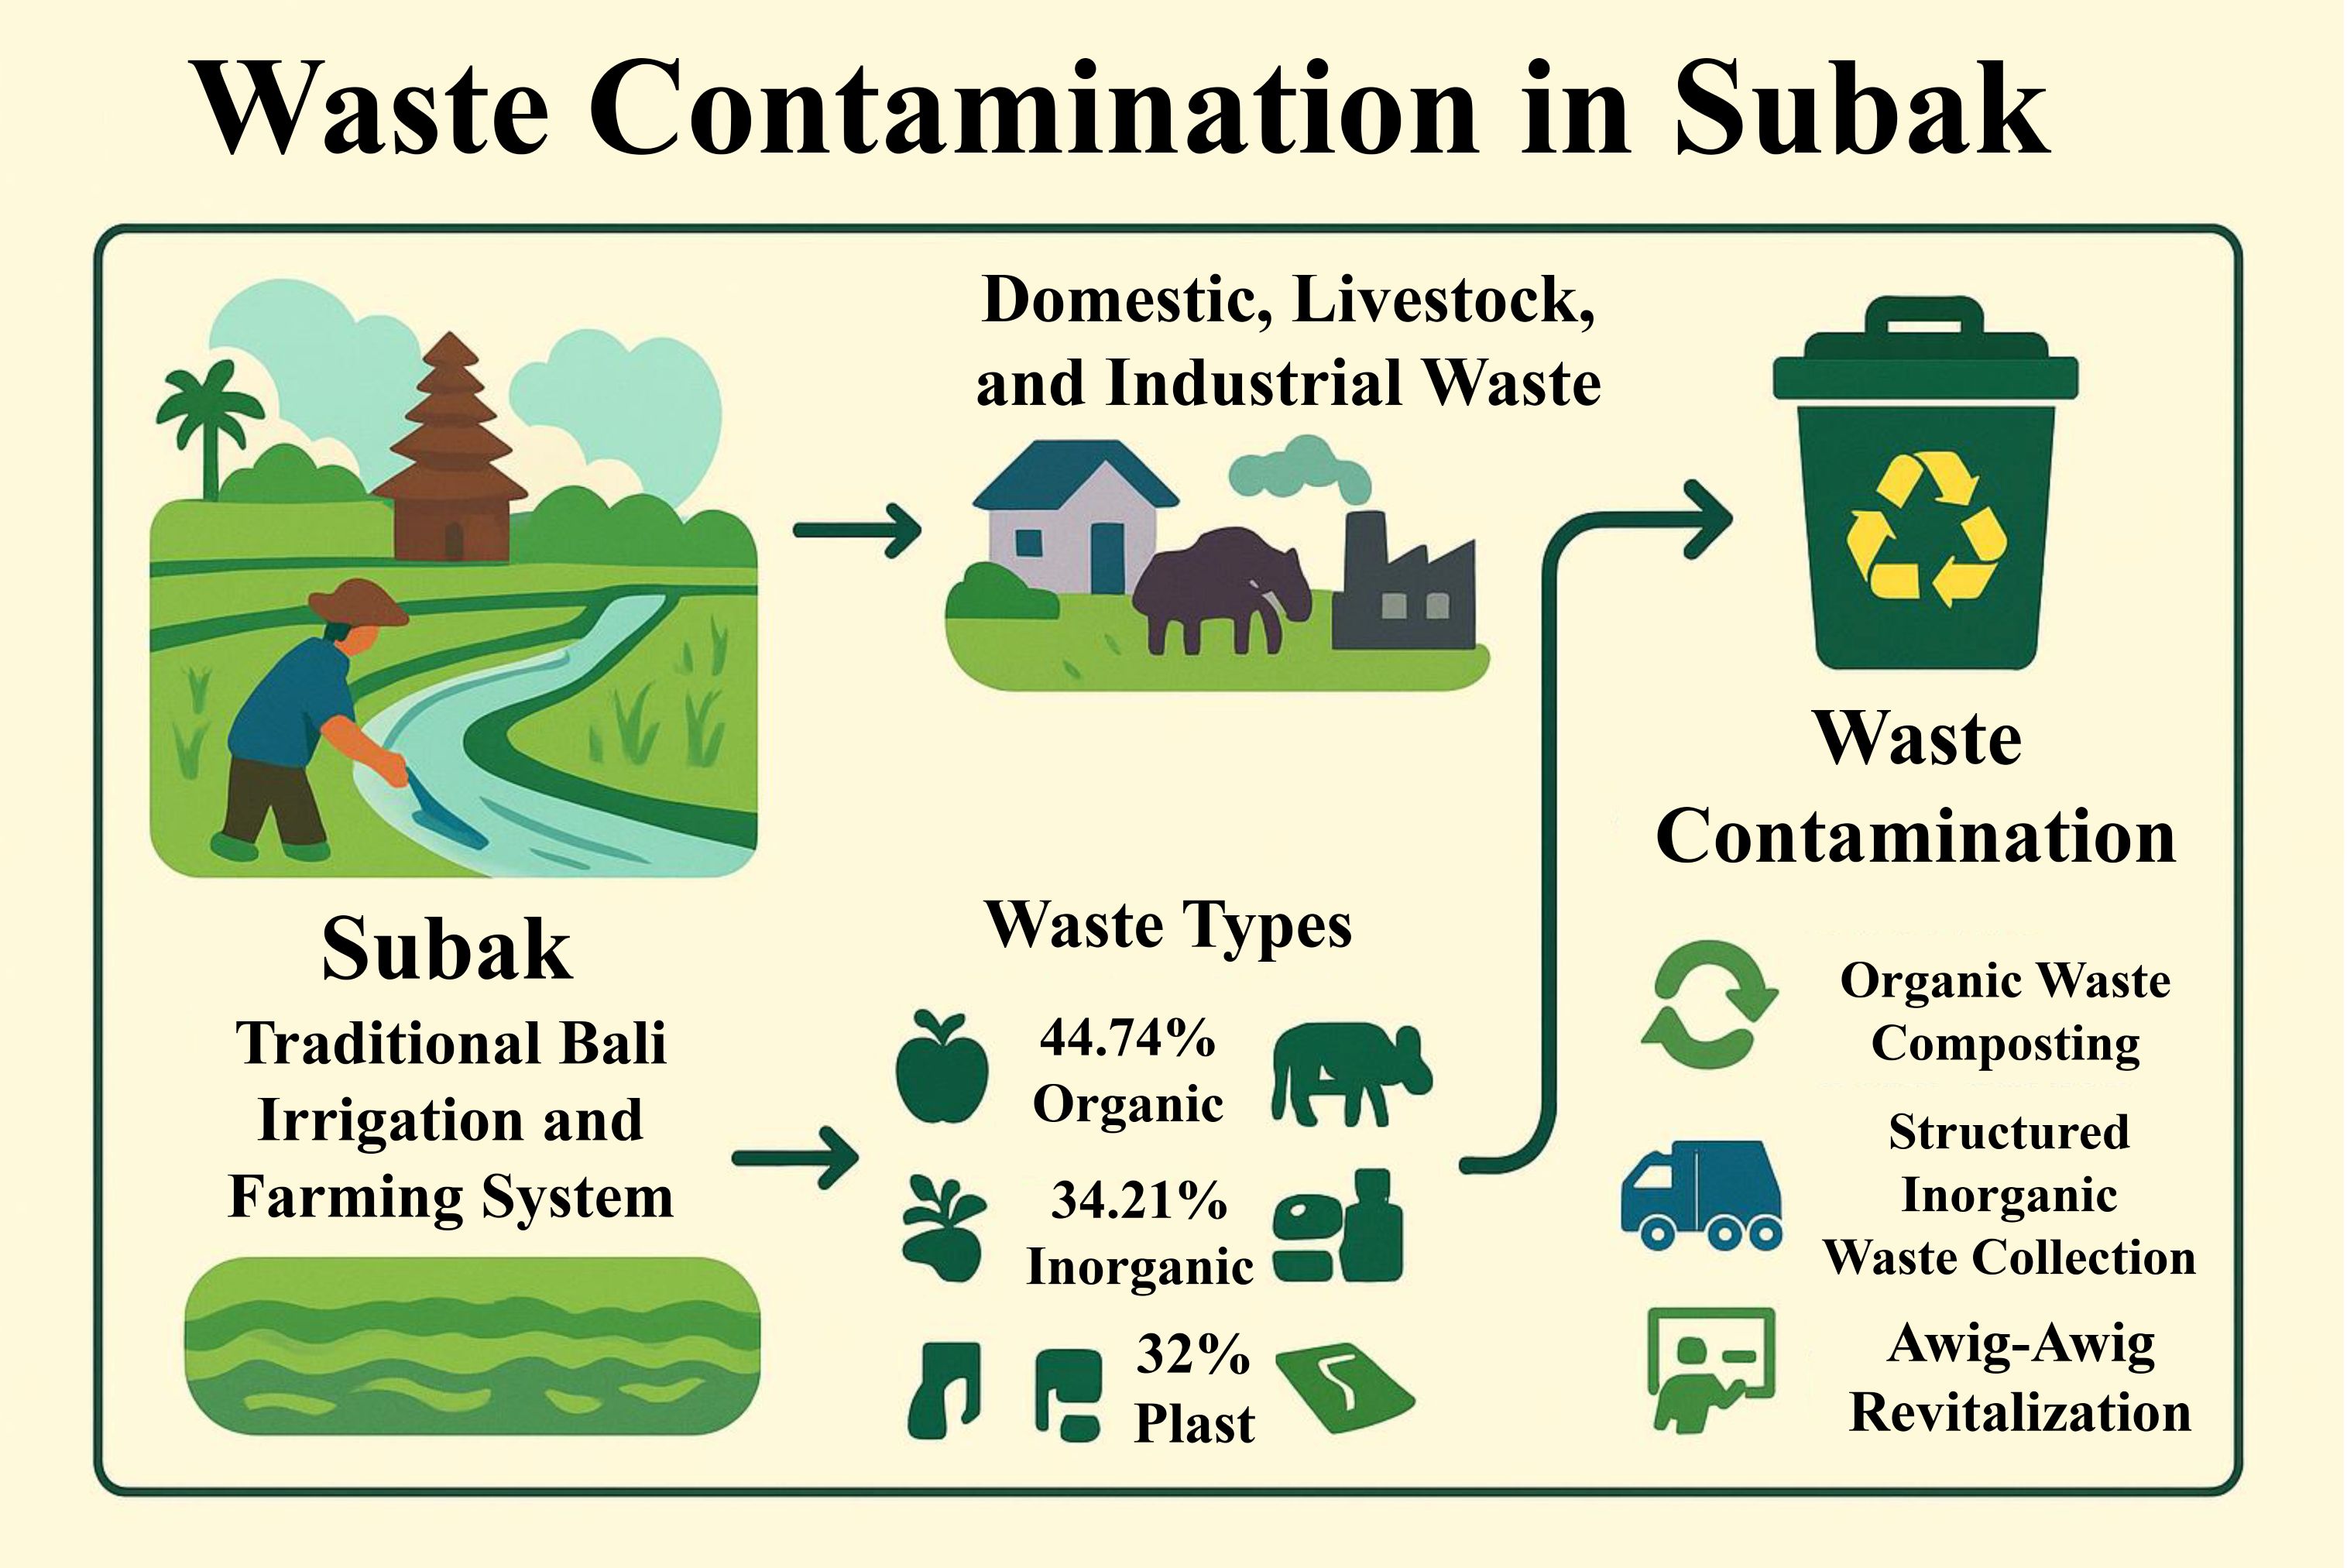 Waste Contamination in Subak
Domestic, Livestock,
and Industrial Waste
Subak
Traditional Bali
Irrigation and
Farming System
Waste Types
44.74%
Organic
34.21%
Inorganic
32%
Plast
Waste
Contamination
Organic Waste
Composting
Structured
Inorganic
Waste Collection
Awig-Awig
Revitalization